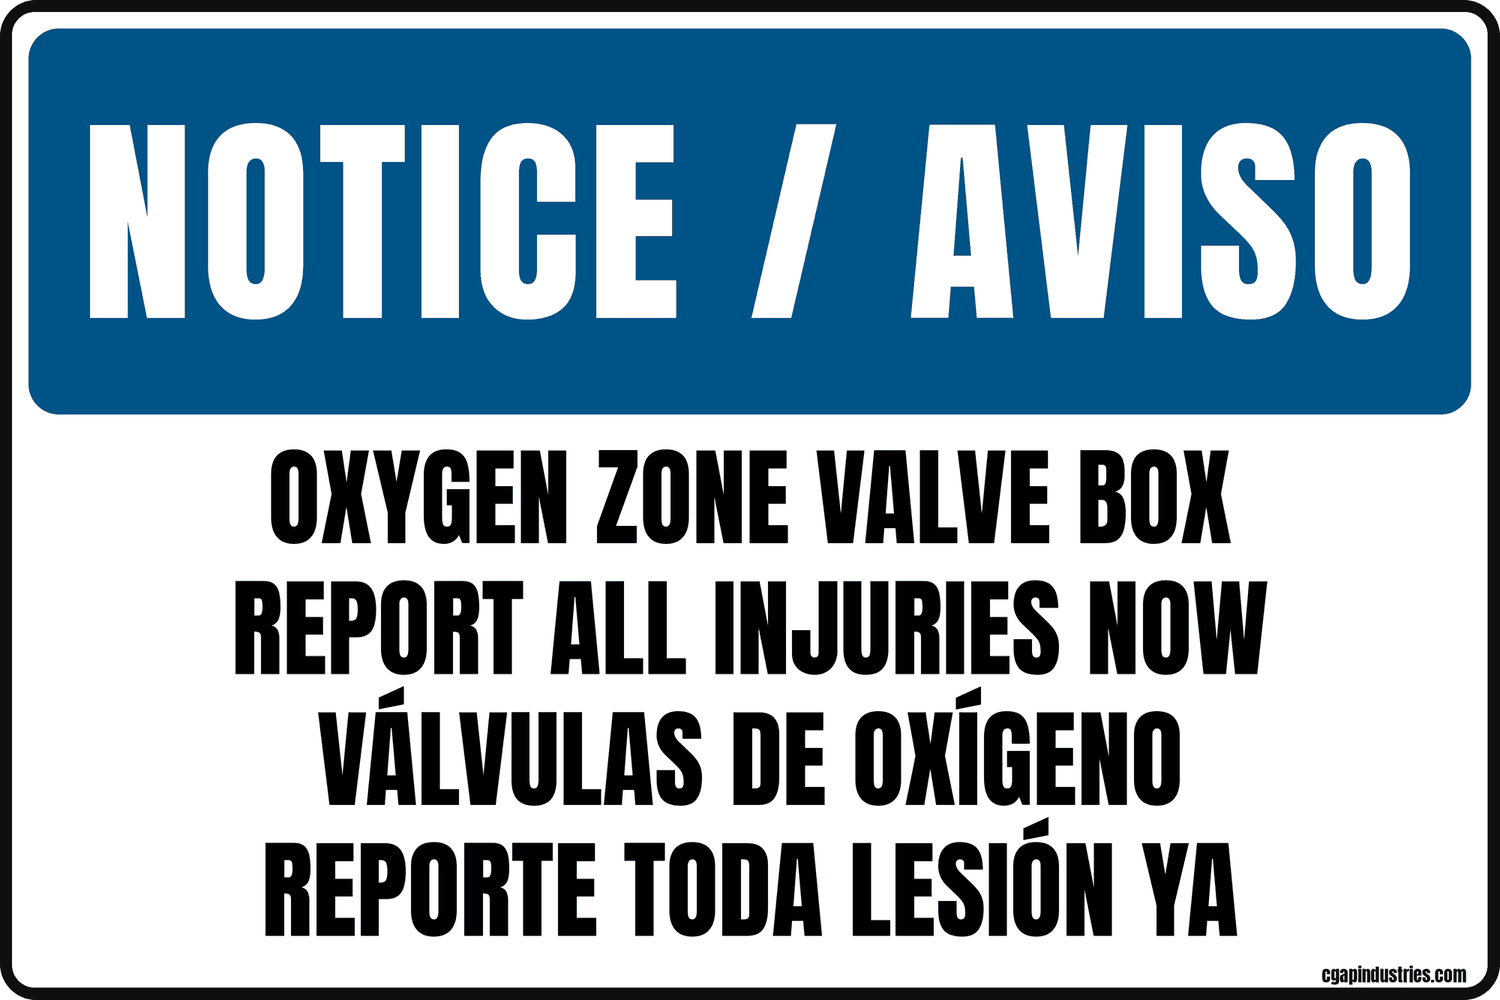 NOTICE / AVISO
OXYGEN ZONE VALVE BOX
REPORT ALL INJURIES NOW
VÁLVULAS DE OXÍGENO
REPORTE TODA LESIÓN YA
cgapindustries.com